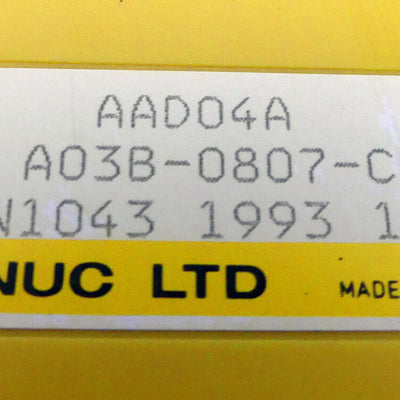 AAD04A
A03B-0807-C
N1043 1993 1
NUC LTD MADE